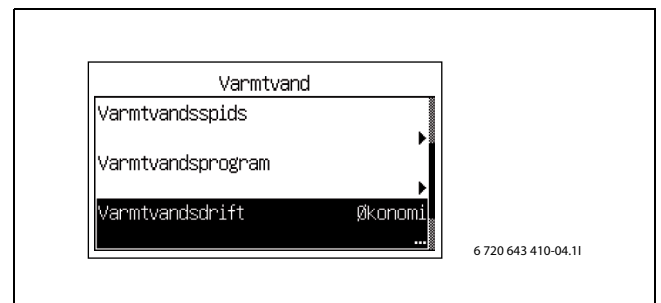 Varmtvand
Varmtvandsspids
Varmtvandsprogram
Varmtvandsdrift Økonomi
...
6 720 643 410-04.1I